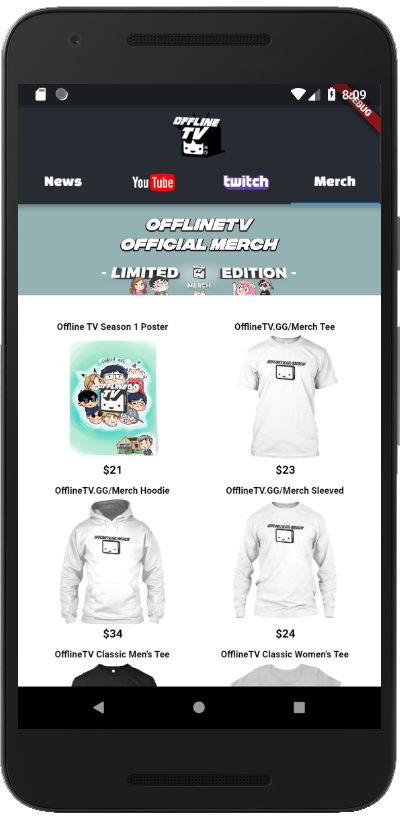 8:09
DEBUG
OFFLINE
TV
News
YouTube
twitch
Merch
OFFLINETV
OFFICIAL MERCH
- LIMITED EDITION -
MERCH
Offline TV Season 1 Poster
OfflineTV.GG/Merch Tee
OFFLINE
TV
$21
$23
OfflineTV.GG/Merch Hoodie
OfflineTV.GG/Merch Sleeved
$34
$24
OfflineTV Classic Men's Tee
OfflineTV Classic Women's Tee